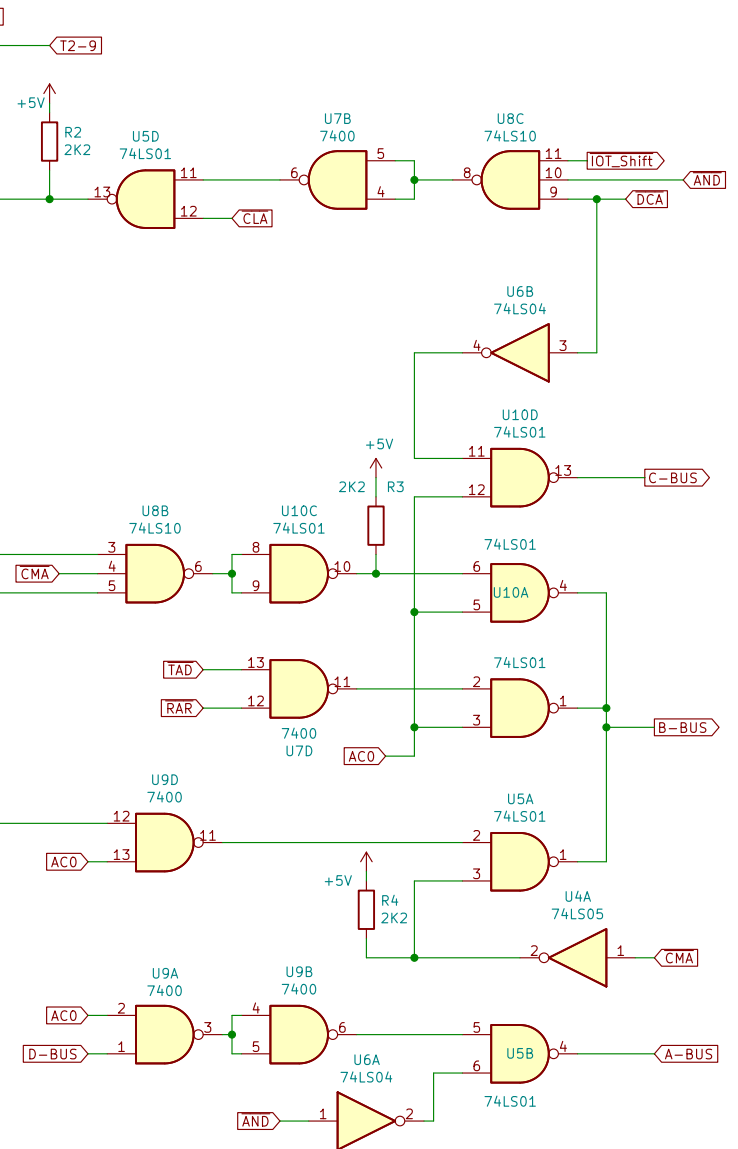 T2-9
+5V
R2
2K2
U5D
74LS01
13
11
12
CLA
U7B
7400
6
5
4
U8C
74LS10
8
11
10
9
IOT_Shift
AND
DCA
U6B
74LS04
4
3
U10D
74LS01
11
12
13
C-BUS
+5V
2K2
R3
U8B
74LS10
3
4
5
6
CMA
U10C
74LS01
8
9
10
74LS01
U10A
6
5
4
TAD
RAR
13
12
11
7400
U7D
74LS01
2
3
1
AC0
B-BUS
U9D
7400
12
13
11
AC0
U5A
74LS01
2
3
1
+5V
R4
2K2
U4A
74LS05
2
1
CMA
U9A
7400
AC0
D-BUS
2
1
3
U9B
7400
4
5
6
U5B
5
6
4
74LS01
A-BUS
U6A
74LS04
AND
1
2